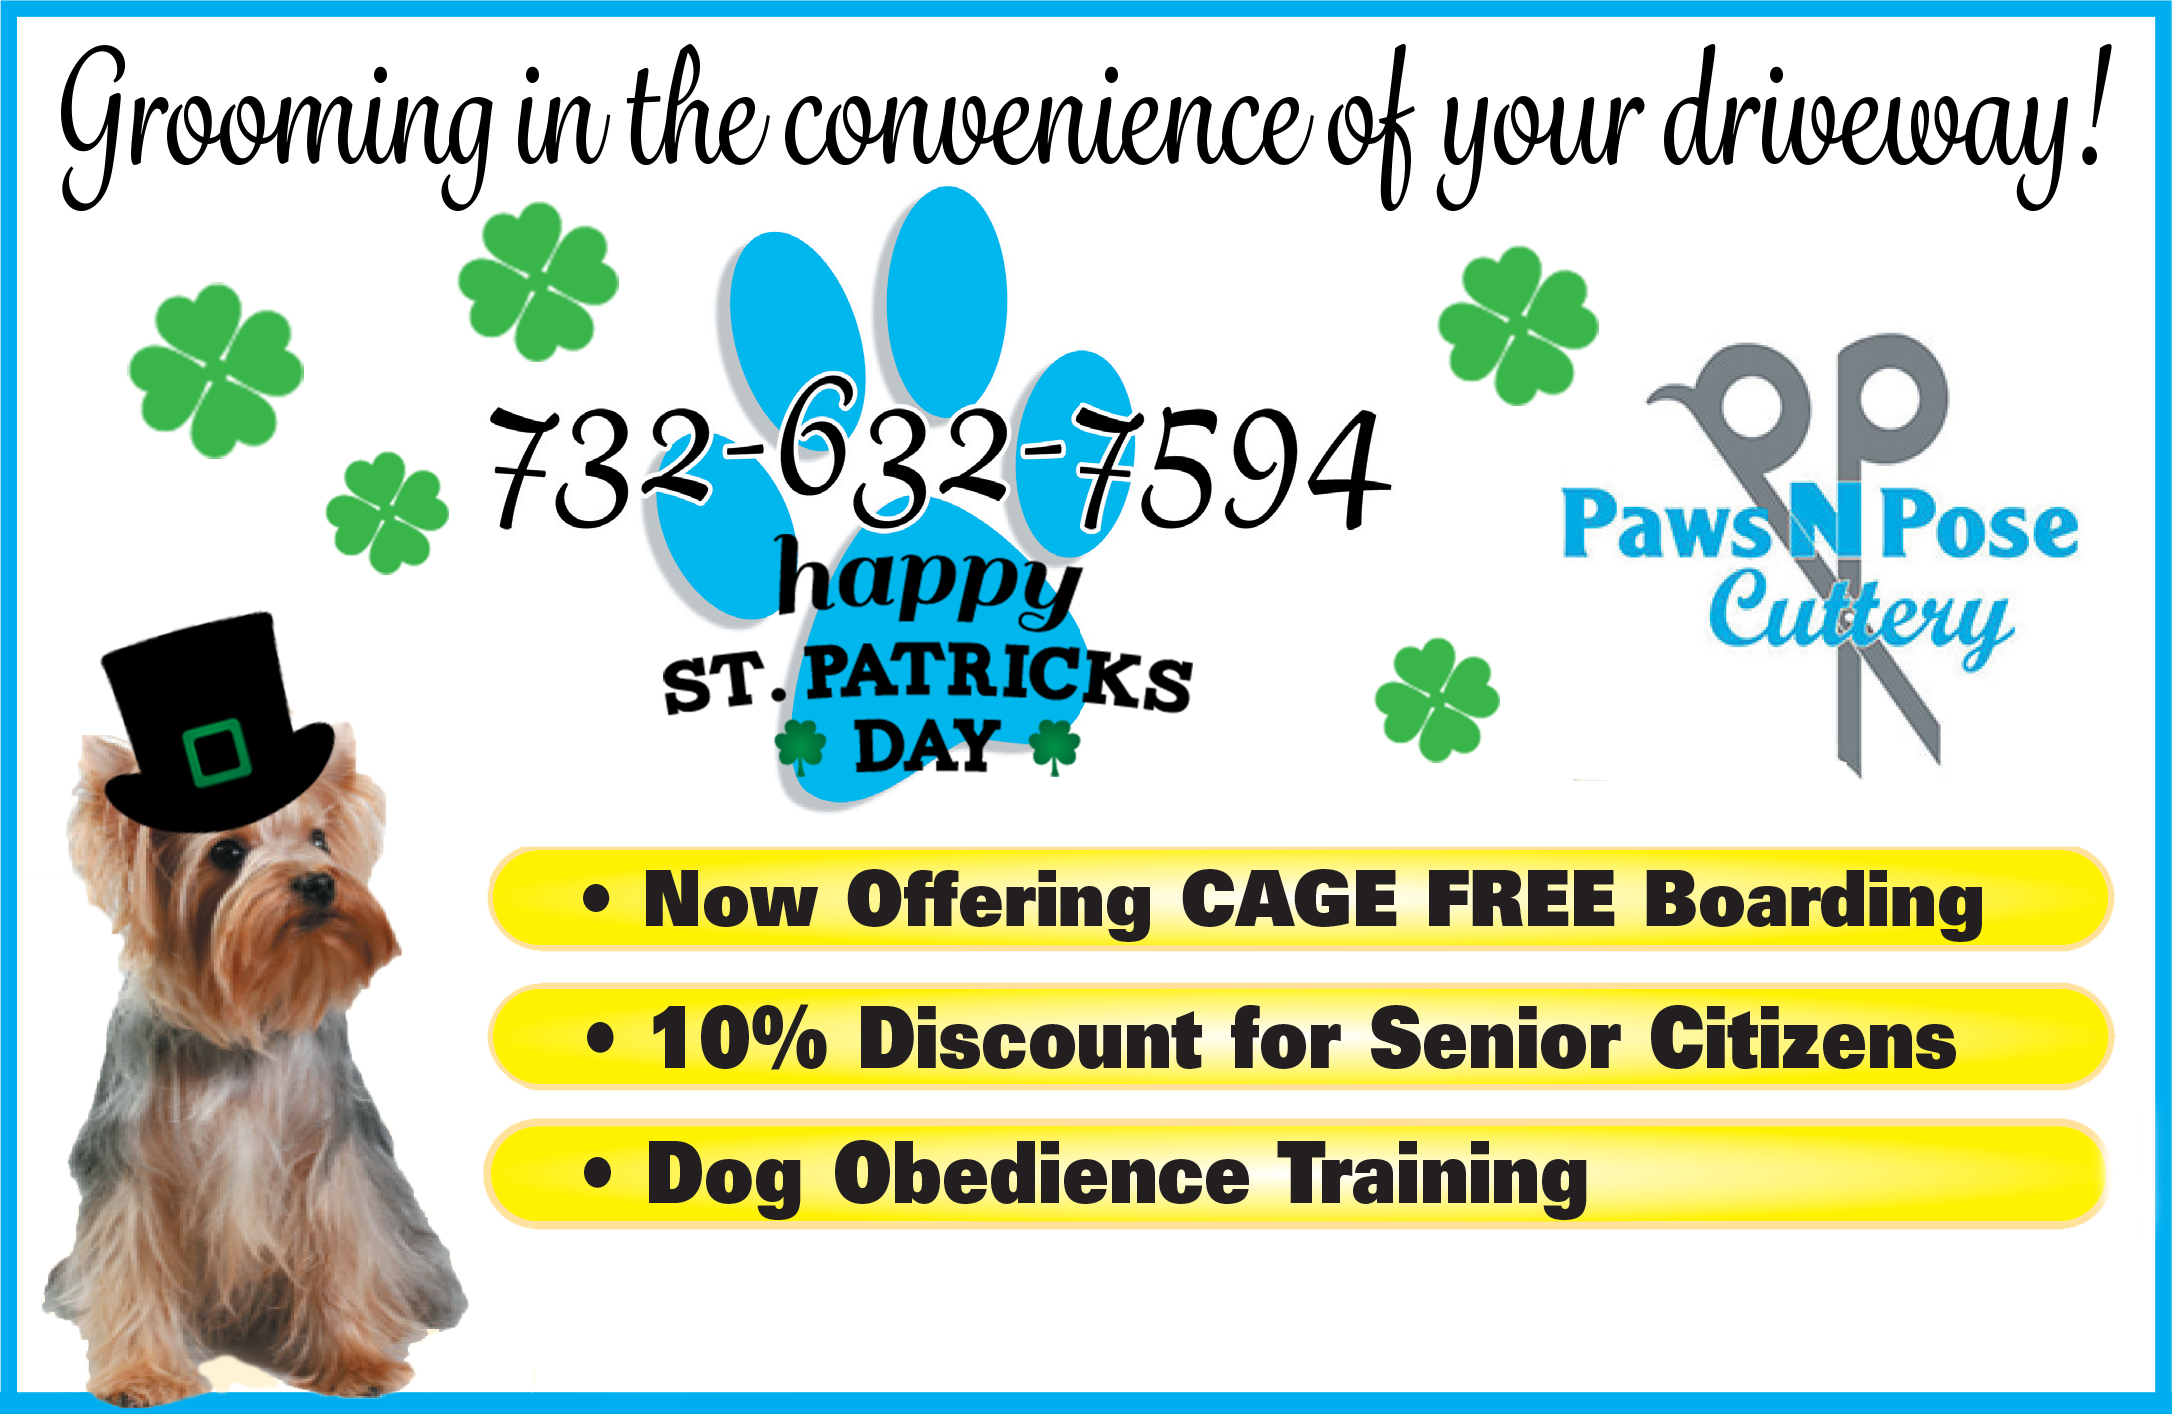 Grooming in the convenience of your driveway!
732-632-7594
happy
ST. PATRICKS
DAY
Paws N Pose
Cuttery
• Now Offering CAGE FREE Boarding
• 10% Discount for Senior Citizens
• Dog Obedience Training